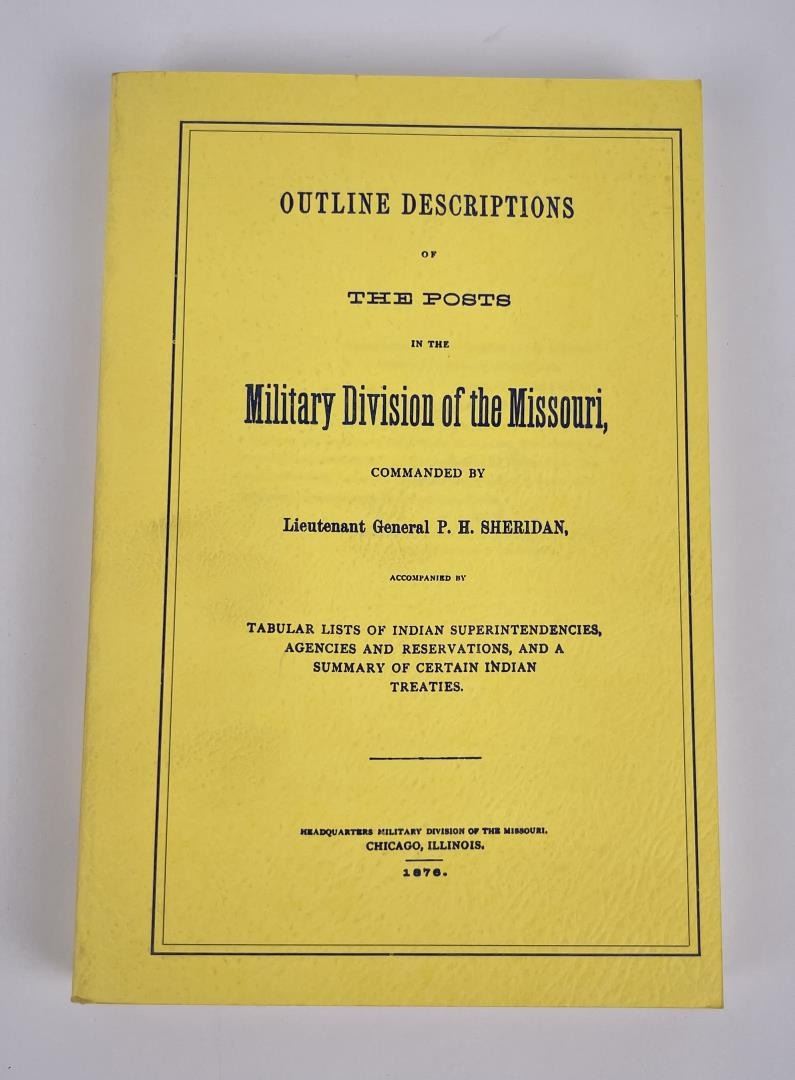 OUTLINE DESCRIPTIONS
OF
THE POSTS
IN THE
Military Division of the Missouri,
COMMANDED BY
Lieutenant General P. H. SHERIDAN,
ACCOMPANIED BY
TABULAR LISTS OF INDIAN SUPERINTENDENCIES,
AGENCIES AND RESERVATIONS, AND A
SUMMARY OF CERTAIN INDIAN
TREATIES.
HEADQUARTERS MILITARY DIVISION OF THE MISSOURI,
CHICAGO, ILLINOIS.
1876.